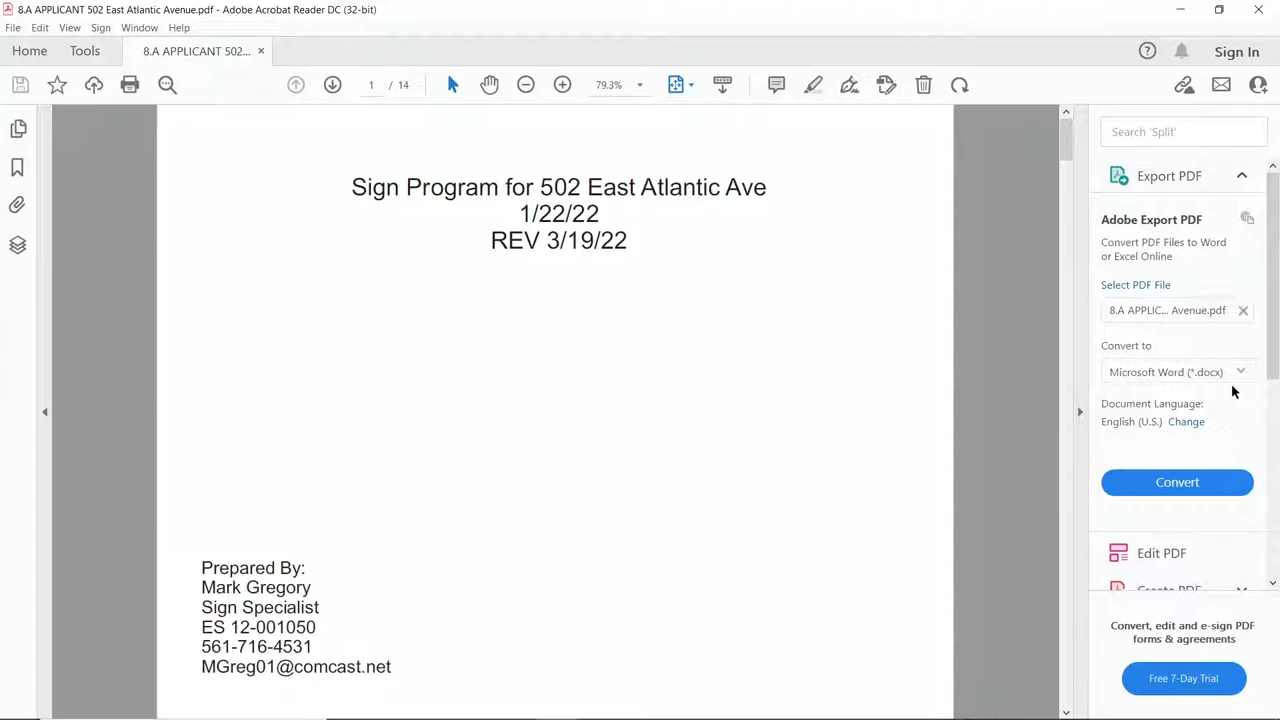 8.A APPLICANT 502 East Atlantic Avenue.pdf - Adobe Acrobat Reader DC (32-bit)
File Edit View Sign Window Help
Home Tools 8.A APPLICANT 502... × Sign In
1 / 14 79.3%
Search 'Split'
Export PDF
Adobe Export PDF
Convert PDF Files to Word
or Excel Online
Select PDF File
8.A APPLIC... Avenue.pdf
Convert to
Microsoft Word (*.docx)
Document Language:
English (U.S.) Change
Convert
Edit PDF
Create PDF
Convert, edit and e-sign PDF
forms & agreements
Free 7-Day Trial
Sign Program for 502 East Atlantic Ave
1/22/22
REV 3/19/22
Prepared By:
Mark Gregory
Sign Specialist
ES 12-001050
561-716-4531
MGreg01@comcast.net